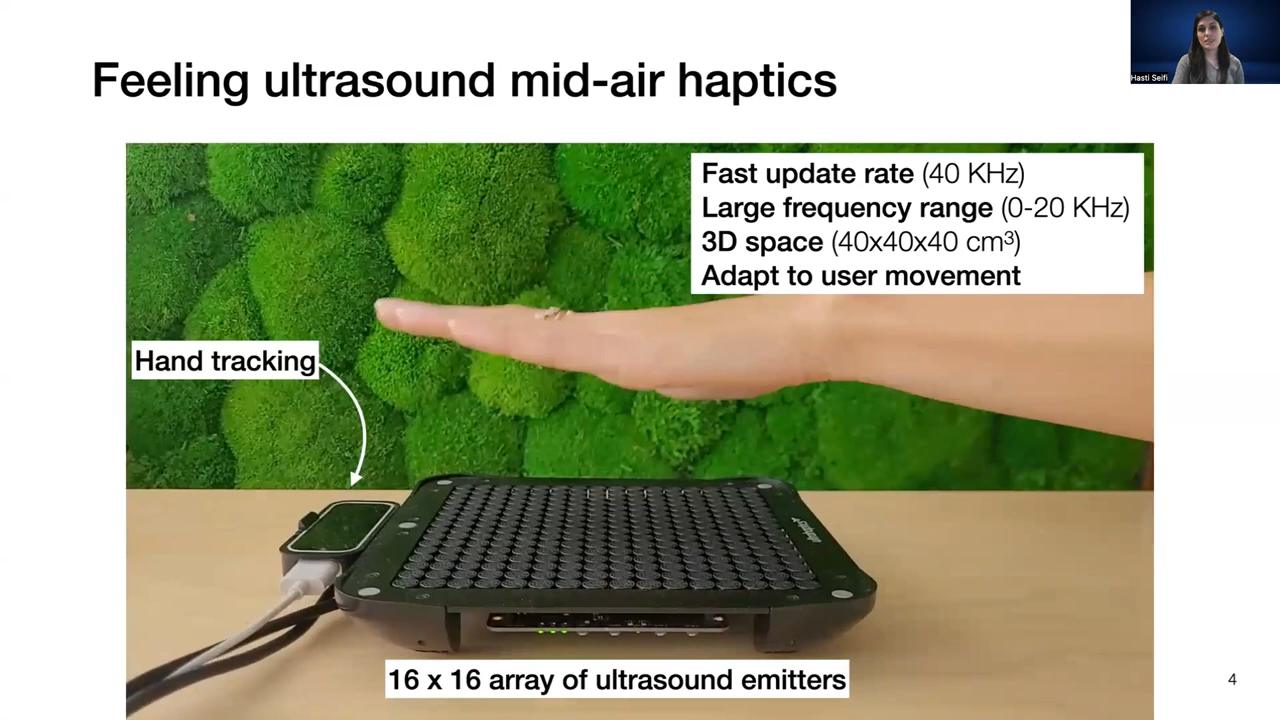 Hasti Seifi
Feeling ultrasound mid-air haptics
Fast update rate (40 KHz)
Large frequency range (0-20 KHz)
3D space (40x40x40 cm³)
Adapt to user movement
Hand tracking
16 x 16 array of ultrasound emitters
4